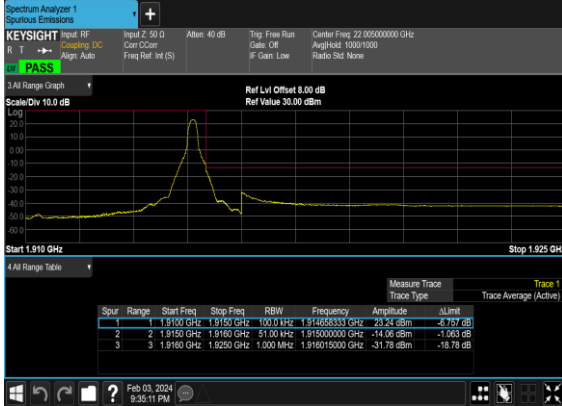 Spectrum Analyzer 1
Spurious Emissions
+
KEYSIGHT Input: RF Input Z: 50 Ω Atten: 40 dB Trig: Free Run Center Freq: 22.005000000 GHz
R T Coupling: DC Corr CCorr Gate: Off Avg|Hold: 1000/1000
Align: Auto Freq Ref: Int (S) IF Gain: Low Radio Std: None
PASS
3 All Range Graph
Ref Lvl Offset 8.00 dB
Scale/Div 10.0 dB Ref Value 30.00 dBm
Log
20.0
10.0
0.00
-10.0
-20.0
-30.0
-40.0
-50.0
-60.0
Start 1.910 GHz Stop 1.925 GHz
4 All Range Table
Measure Trace Trace 1
Trace Type Trace Average (Active)
Spur Range Start Freq Stop Freq RBW Frequency Amplitude ΔLimit
1 1 1.9100 GHz 1.9150 GHz 100.0 kHz 1.914658333 GHz 23.24 dBm -6.757 dB
2 2 1.9150 GHz 1.9160 GHz 51.00 kHz 1.915000000 GHz -14.06 dBm -1.063 dB
3 3 1.9160 GHz 1.9250 GHz 1.000 MHz 1.916015000 GHz -31.78 dBm -18.78 dB
?
Feb 03, 2024
9:35:11 PM